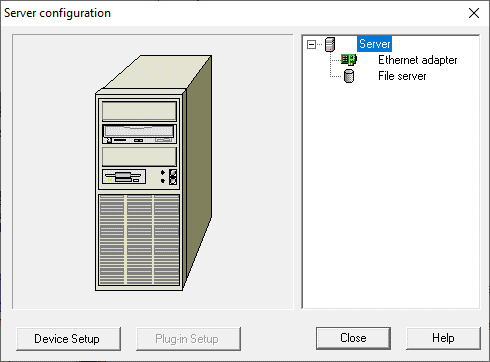 Server configuration
Server
Ethernet adapter
File server
Device Setup
Plug-in Setup
Close
Help